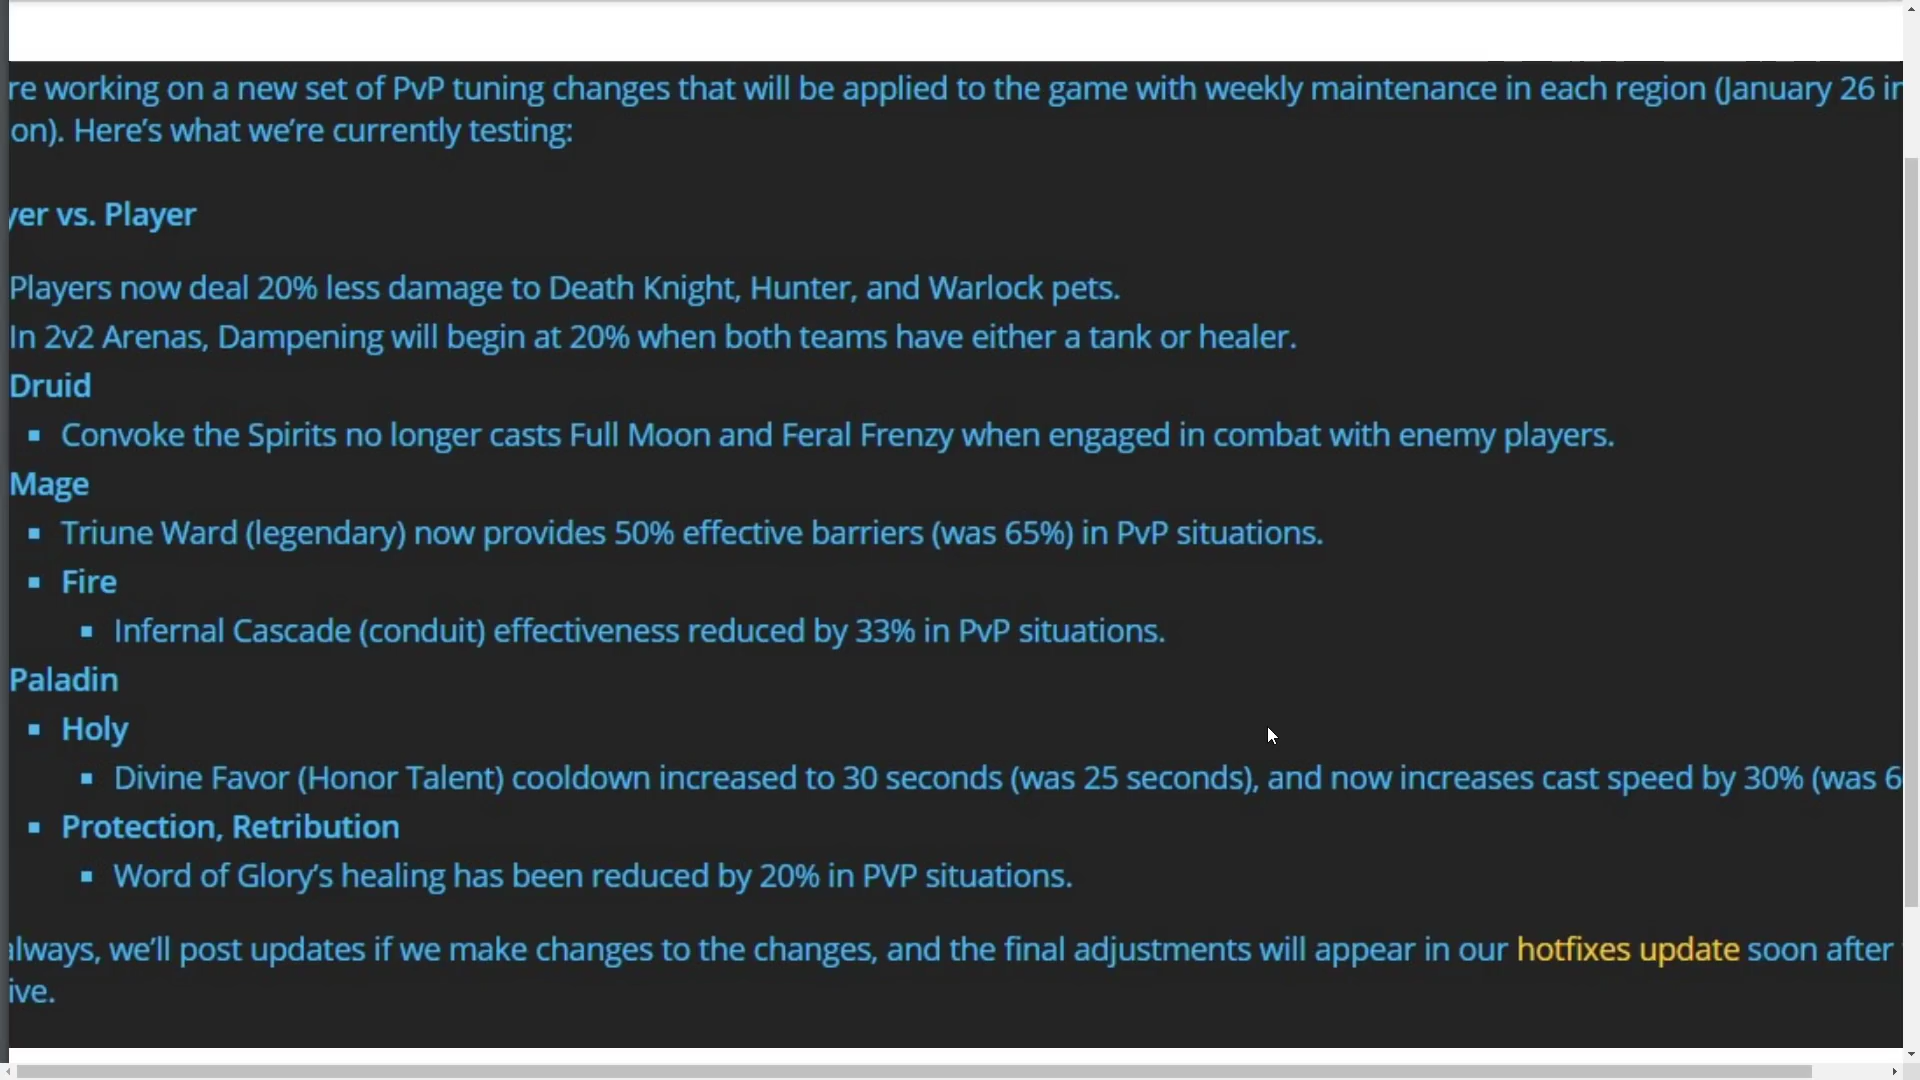 re working on a new set of PvP tuning changes that will be applied to the game with weekly maintenance in each region (January 26 in
on). Here’s what we’re currently testing:
yer vs. Player
Players now deal 20% less damage to Death Knight, Hunter, and Warlock pets.
In 2v2 Arenas, Dampening will begin at 20% when both teams have either a tank or healer.
Druid
▪ Convoke the Spirits no longer casts Full Moon and Feral Frenzy when engaged in combat with enemy players.
Mage
▪ Triune Ward (legendary) now provides 50% effective barriers (was 65%) in PvP situations.
▪ Fire
▪ Infernal Cascade (conduit) effectiveness reduced by 33% in PvP situations.
Paladin
▪ Holy
▪ Divine Favor (Honor Talent) cooldown increased to 30 seconds (was 25 seconds), and now increases cast speed by 30% (was 6
▪ Protection, Retribution
▪ Word of Glory’s healing has been reduced by 20% in PVP situations.
always, we’ll post updates if we make changes to the changes, and the final adjustments will appear in our hotfixes update soon after
ive.